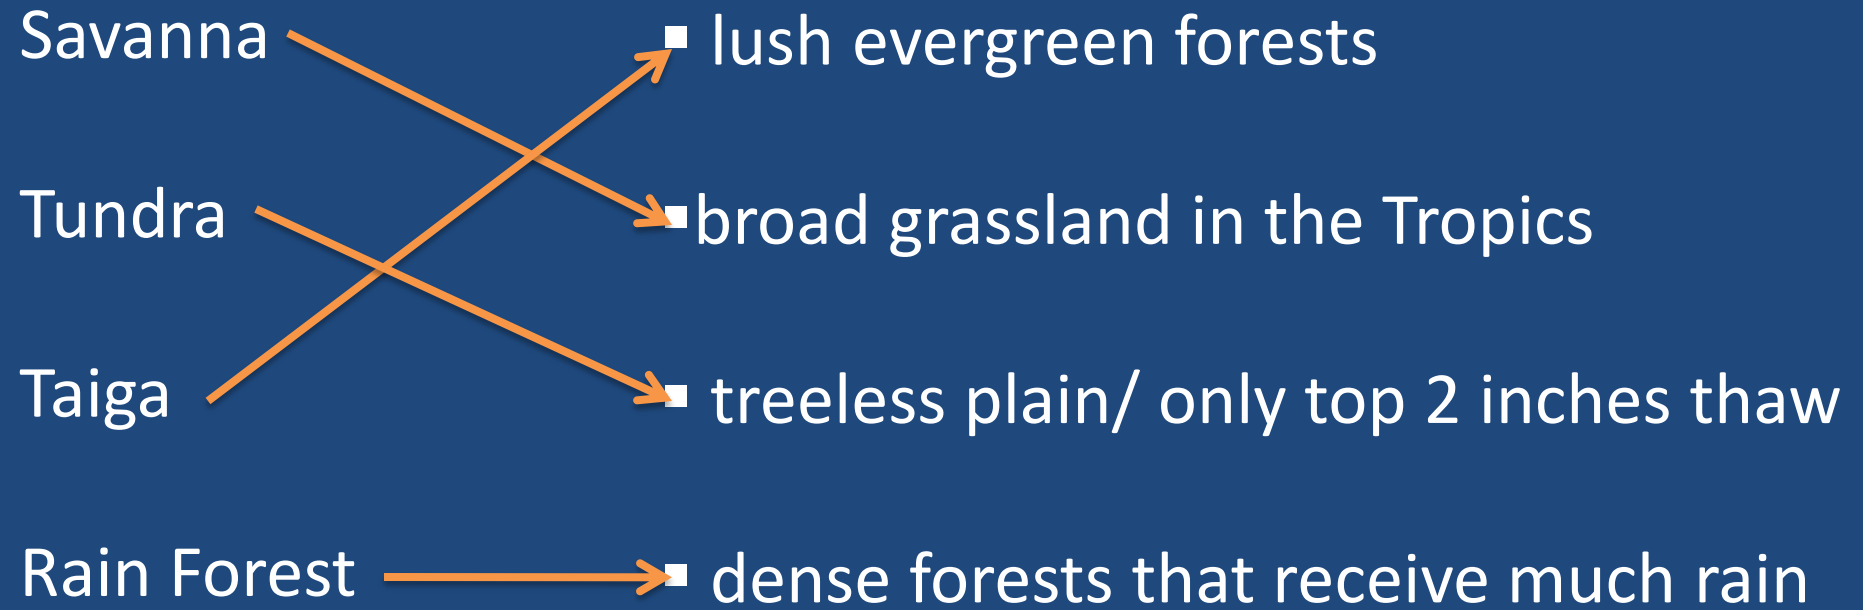 Savanna
▪ lush evergreen forests
Tundra
▪broad grassland in the Tropics
Taiga
▪ treeless plain/ only top 2 inches thaw
Rain Forest
▪ dense forests that receive much rain